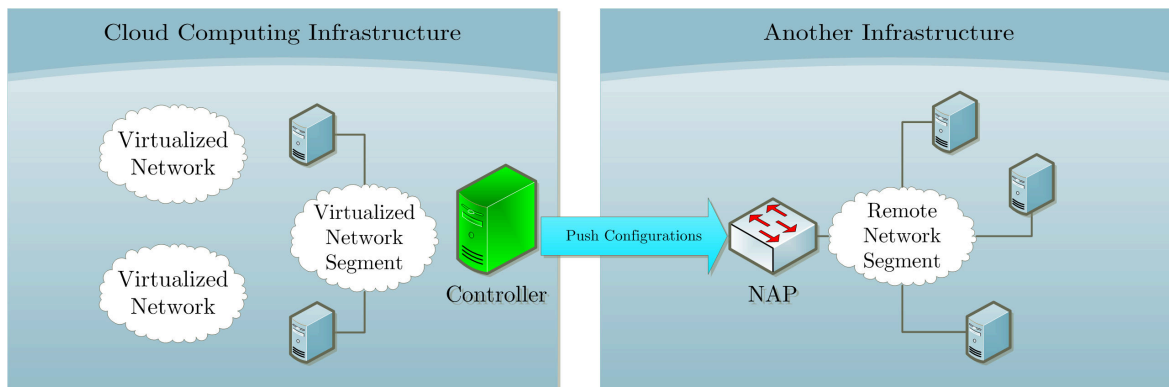 Cloud Computing Infrastructure
Virtualized
Network
Virtualized
Network
Segment
Virtualized
Network
Controller
Push Configurations
Another Infrastructure
NAP
Remote
Network
Segment